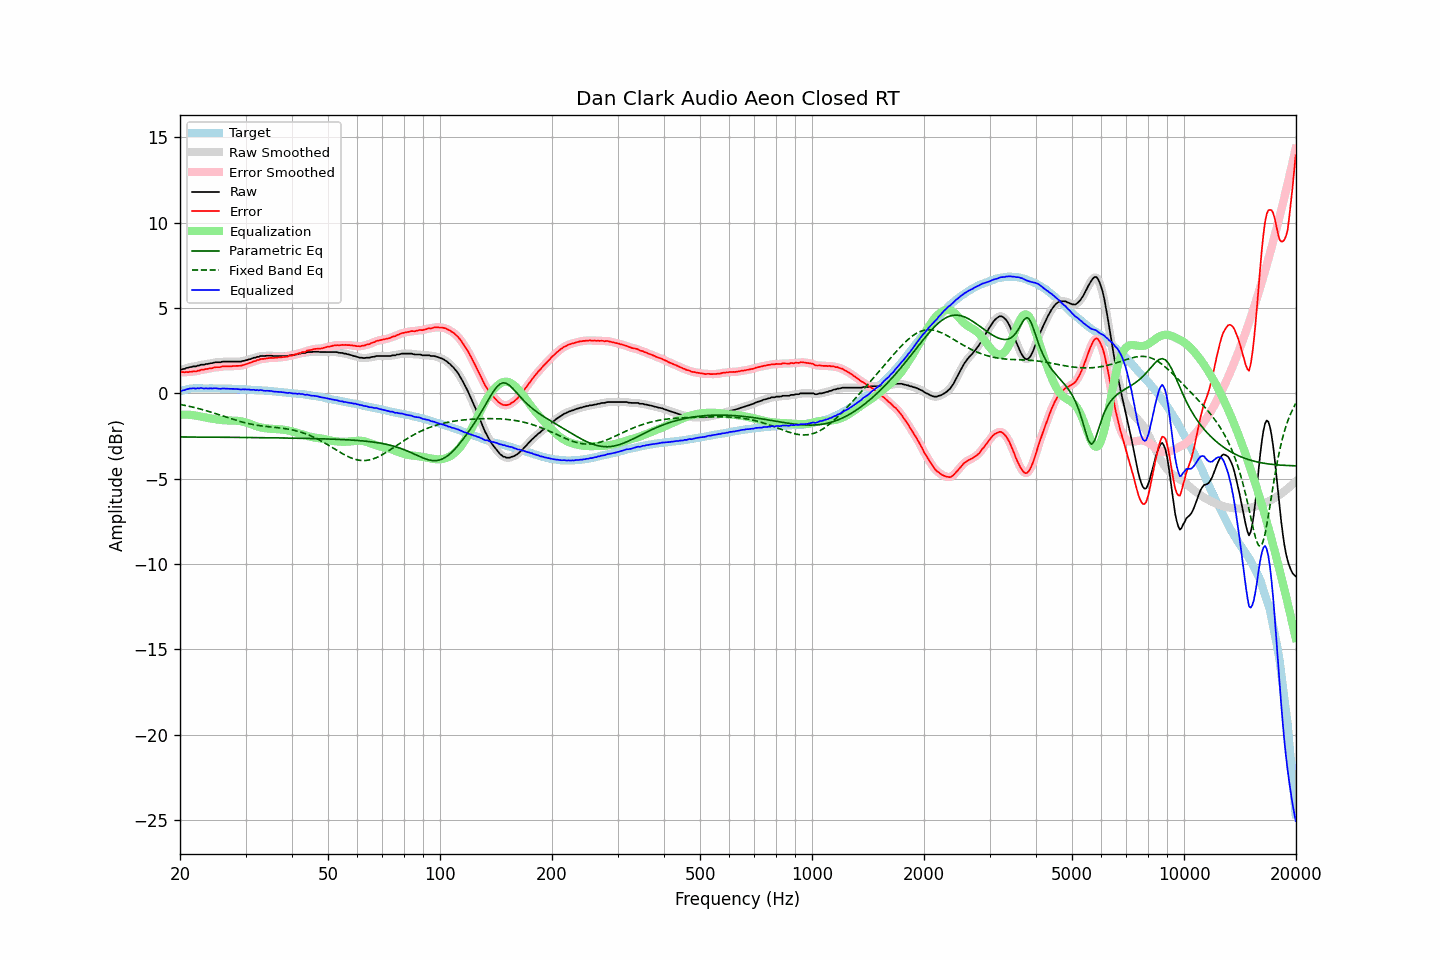 Dan Clark Audio Aeon Closed RT
Target
Raw Smoothed
Error Smoothed
Raw
Error
Equalization
Parametric Eq
Fixed Band Eq
Equalized
15
10
5
0
−5
−10
−15
−20
−25
Amplitude (dBr)
20
50
100
200
500
1000
2000
5000
10000
20000
Frequency (Hz)